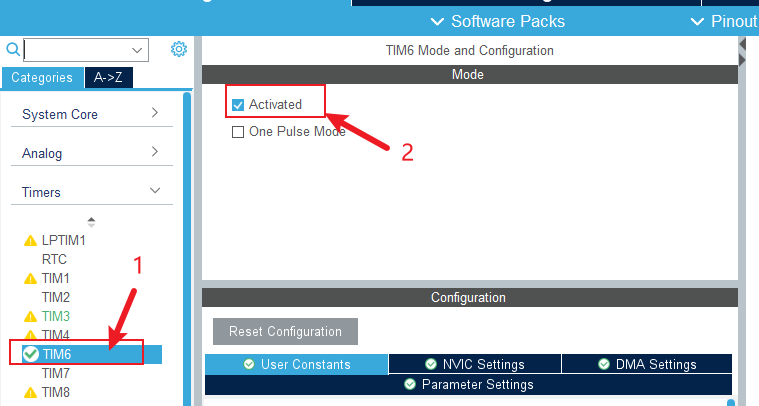 Software Packs
Pinout
TIM6 Mode and Configuration
Mode
Categories
A->Z
Activated
System Core
One Pulse Mode
2
Analog
Timers
LPTIM1
RTC
1
TIM1
TIM2
Configuration
TIM3
TIM4
Reset Configuration
TIM6
User Constants
NVIC Settings
DMA Settings
TIM7
Parameter Settings
TIM8